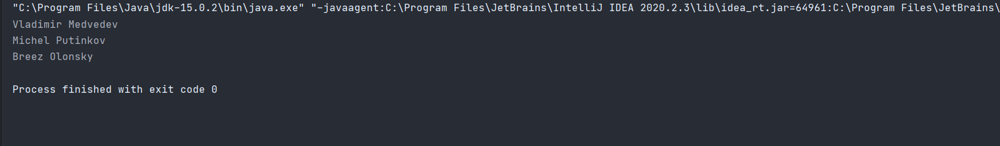 "C:\Program Files\Java\jdk-15.0.2\bin\java.exe" "-javaagent:C:\Program Files\JetBrains\IntelliJ IDEA 2020.2.3\lib\idea_rt.jar=64961:C:\Program Files\JetBrains\
Vladimir Medvedev
Michel Putinkov
Breez Olonsky
Process finished with exit code 0